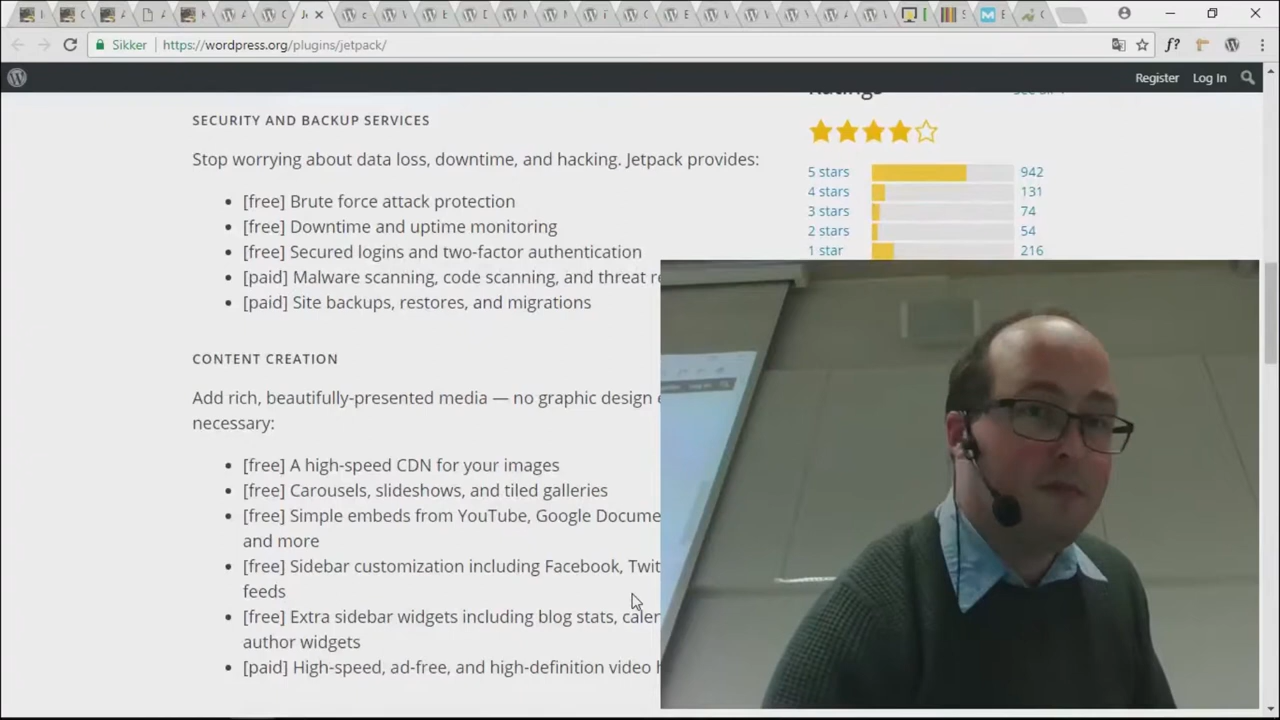 Sikker
https://wordpress.org/plugins/jetpack/
Register Log In
SECURITY AND BACKUP SERVICES
Stop worrying about data loss, downtime, and hacking. Jetpack provides:
[free] Brute force attack protection
[free] Downtime and uptime monitoring
[free] Secured logins and two-factor authentication
[paid] Malware scanning, code scanning, and threat
[paid] Site backups, restores, and migrations
CONTENT CREATION
Add rich, beautifully-presented media — no graphic design
necessary:
[free] A high-speed CDN for your images
[free] Carousels, slideshows, and tiled galleries
[free] Simple embeds from YouTube, Google Docume
and more
[free] Sidebar customization including Facebook, Twit
feeds
[free] Extra sidebar widgets including blog stats, calen
author widgets
[paid] High-speed, ad-free, and high-definition video
5 stars 942
4 stars 131
3 stars 74
2 stars 54
1 star 216